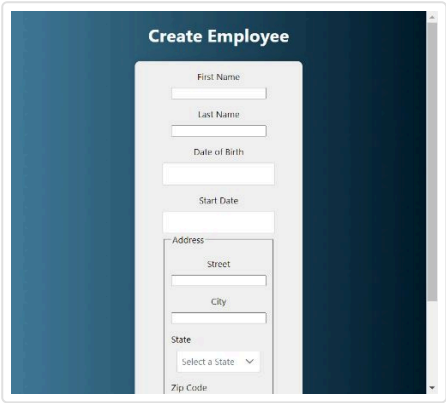 Create Employee
First Name
Last Name
Date of Birth
Start Date
Address
Street
City
State
Select a State
Zip Code